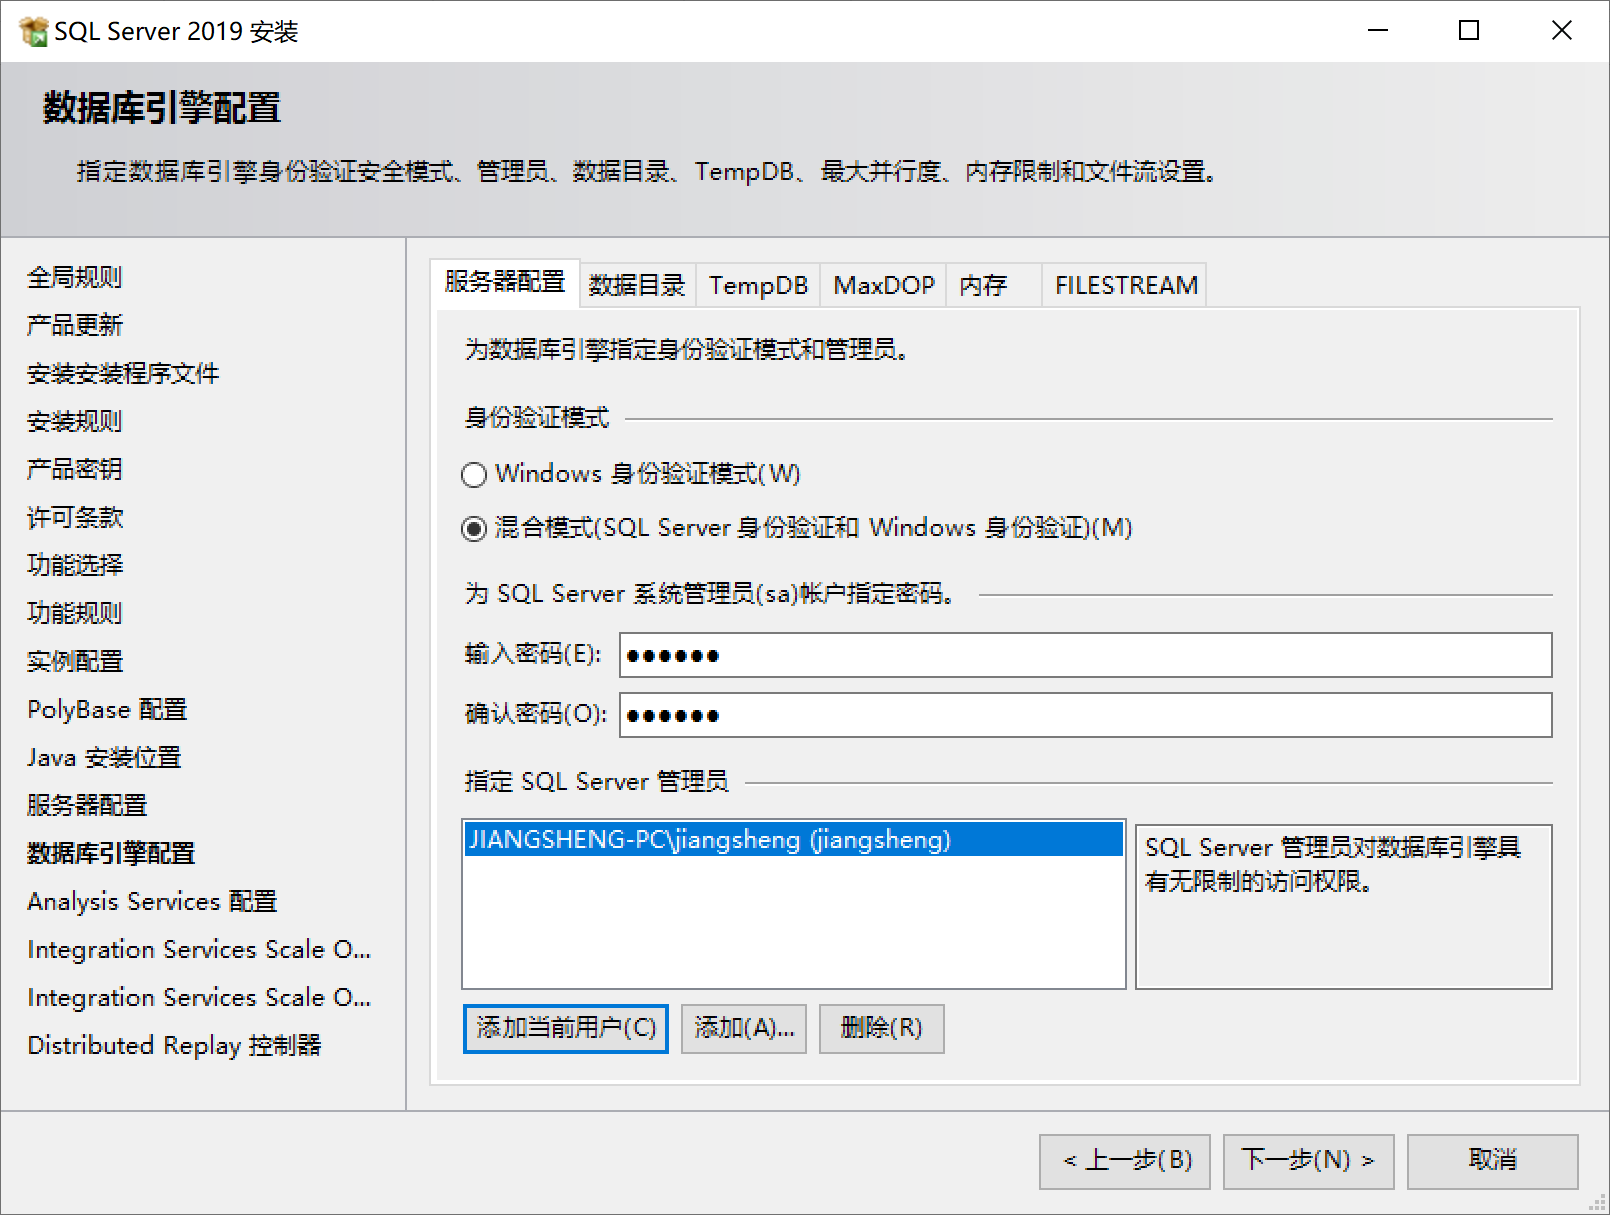 SQL Server 2019 安装
数据库引擎配置
指定数据库引擎身份验证安全模式、管理员、数据目录、TempDB、最大并行度、内存限制和文件流设置。
全局规则
产品更新
安装安装程序文件
安装规则
产品密钥
许可条款
功能选择
功能规则
实例配置
PolyBase 配置
Java 安装位置
服务器配置
数据库引擎配置
Analysis Services 配置
Integration Services Scale O...
Integration Services Scale O...
Distributed Replay 控制器
服务器配置 数据目录 TempDB MaxDOP 内存 FILESTREAM
为数据库引擎指定身份验证模式和管理员。
身份验证模式
Windows 身份验证模式(W)
混合模式(SQL Server 身份验证和 Windows 身份验证)(M)
为 SQL Server 系统管理员(sa)帐户指定密码。
输入密码(E): ●●●●●●
确认密码(O): ●●●●●●
指定 SQL Server 管理员
JIANGSHENG-PC\jiangsheng (jiangsheng)
SQL Server 管理员对数据库引擎具
有无限制的访问权限。
添加当前用户(C) 添加(A)... 删除(R)
< 上一步(B) 下一步(N) > 取消